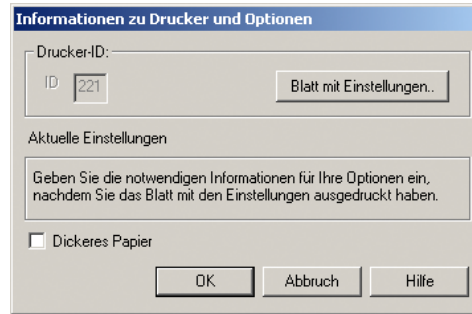 Informationen zu Drucker und Optionen
Drucker-ID:
ID 221 Blatt mit Einstellungen..
Aktuelle Einstellungen
Geben Sie die notwendigen Informationen für Ihre Optionen ein,
nachdem Sie das Blatt mit den Einstellungen ausgedruckt haben.
Dickeres Papier
OK Abbruch Hilfe